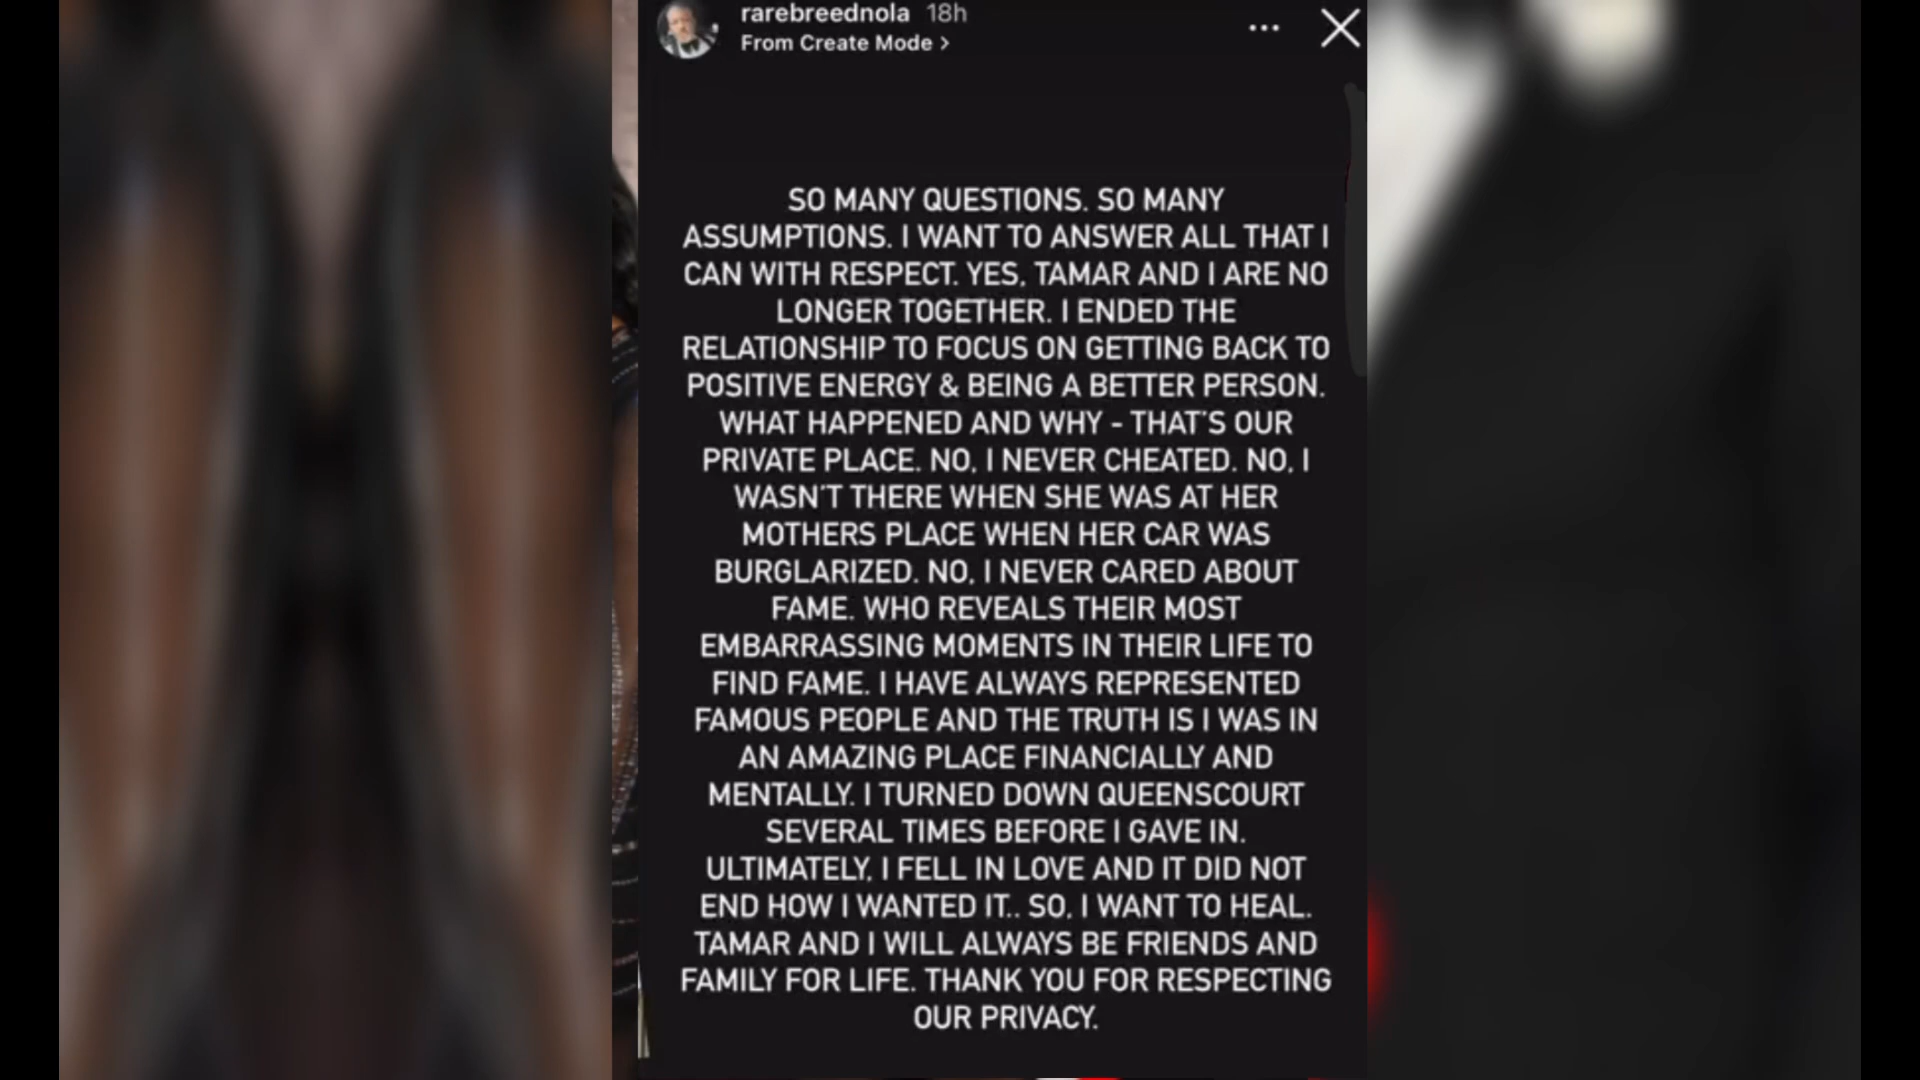 rarebreednola 18h
From Create Mode >
SO MANY QUESTIONS. SO MANY
ASSUMPTIONS. I WANT TO ANSWER ALL THAT I
CAN WITH RESPECT. YES, TAMAR AND I ARE NO
LONGER TOGETHER. I ENDED THE
RELATIONSHIP TO FOCUS ON GETTING BACK TO
POSITIVE ENERGY & BEING A BETTER PERSON.
WHAT HAPPENED AND WHY - THAT'S OUR
PRIVATE PLACE. NO, I NEVER CHEATED. NO, I
WASN'T THERE WHEN SHE WAS AT HER
MOTHERS PLACE WHEN HER CAR WAS
BURGLARIZED. NO, I NEVER CARED ABOUT
FAME. WHO REVEALS THEIR MOST
EMBARRASSING MOMENTS IN THEIR LIFE TO
FIND FAME. I HAVE ALWAYS REPRESENTED
FAMOUS PEOPLE AND THE TRUTH IS I WAS IN
AN AMAZING PLACE FINANCIALLY AND
MENTALLY. I TURNED DOWN QUEENSCOURT
SEVERAL TIMES BEFORE I GAVE IN.
ULTIMATELY, I FELL IN LOVE AND IT DID NOT
END HOW I WANTED IT.. SO, I WANT TO HEAL.
TAMAR AND I WILL ALWAYS BE FRIENDS AND
FAMILY FOR LIFE. THANK YOU FOR RESPECTING
OUR PRIVACY.